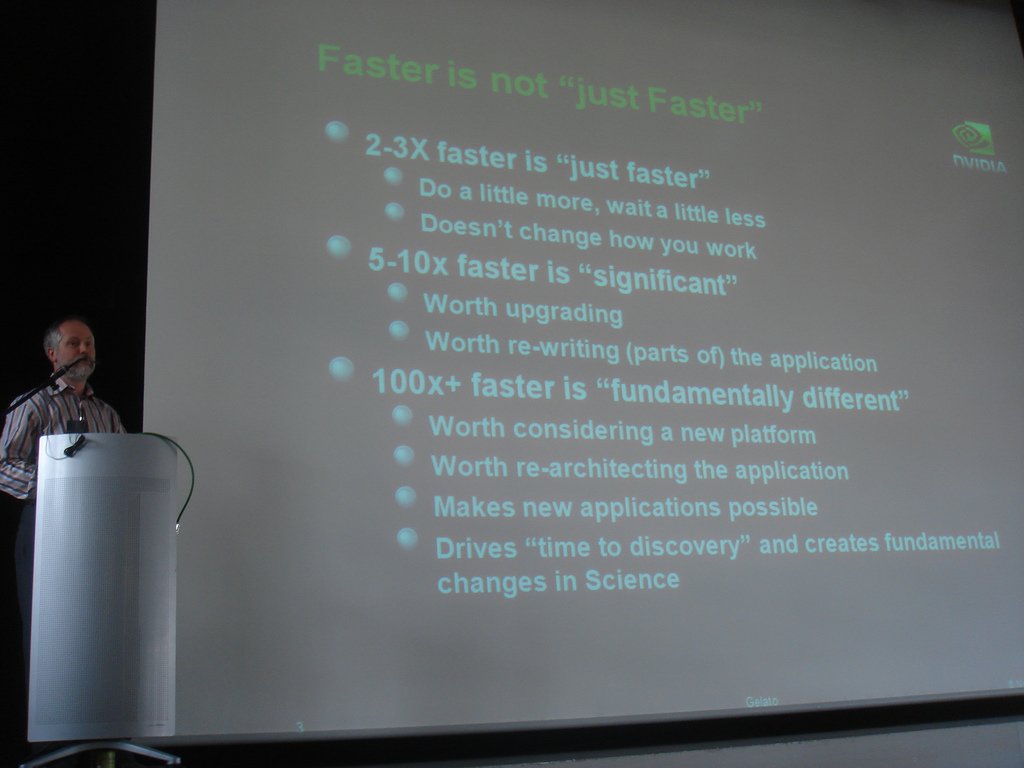 Faster is not “just Faster”
NVIDIA
2-3X faster is “just faster”
Do a little more, wait a little less
Doesn’t change how you work
5-10x faster is “significant”
Worth upgrading
Worth re-writing (parts of) the application
100x+ faster is “fundamentally different”
Worth considering a new platform
Worth re-architecting the application
Makes new applications possible
Drives “time to discovery” and creates fundamental
changes in Science
3
Gelato